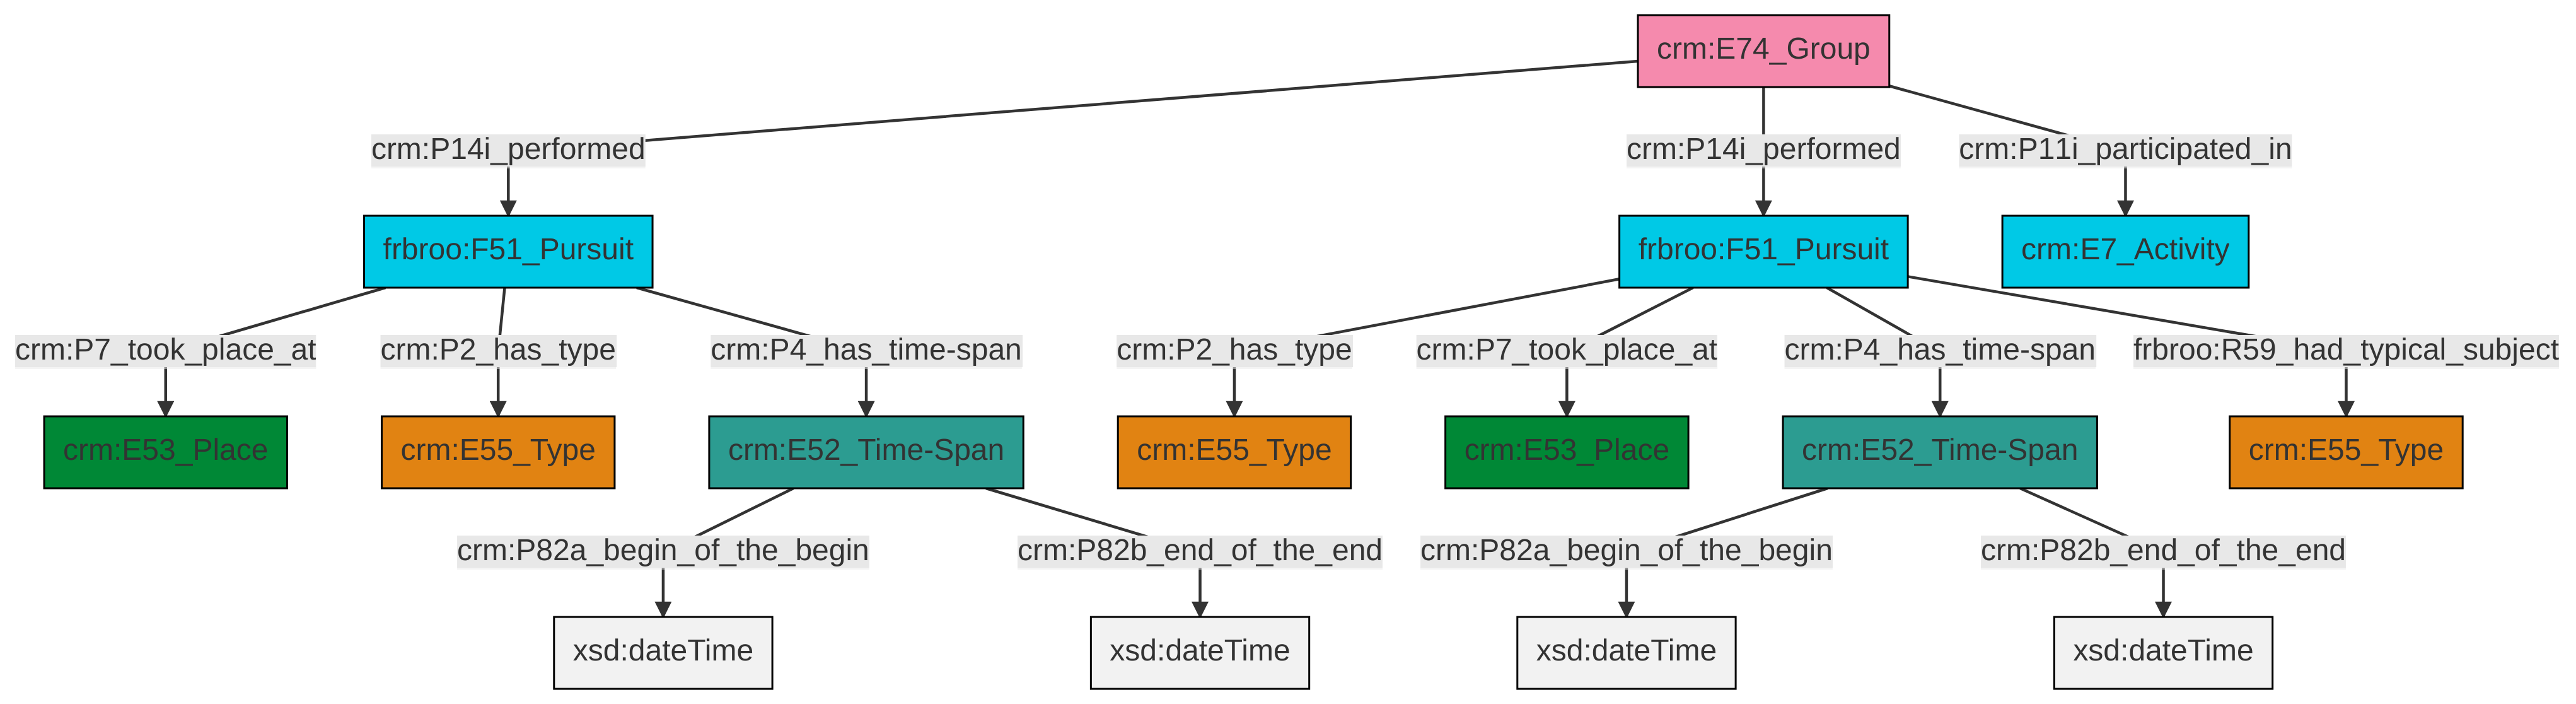 crm:E74_Group
crm:P14i_performed
crm:P14i_performed
crm:P11i_participated_in
frbroo:F51_Pursuit
frbroo:F51_Pursuit
crm:E7_Activity
crm:P7_took_place_at
crm:P2_has_type
crm:P4_has_time-span
crm:P2_has_type
crm:P7_took_place_at
crm:P4_has_time-span
frbroo:R59_had_typical_subject
crm:E53_Place
crm:E55_Type
crm:E52_Time-Span
crm:E55_Type
crm:E53_Place
crm:E52_Time-Span
crm:E55_Type
crm:P82a_begin_of_the_begin
crm:P82b_end_of_the_end
crm:P82a_begin_of_the_begin
crm:P82b_end_of_the_end
xsd:dateTime
xsd:dateTime
xsd:dateTime
xsd:dateTime